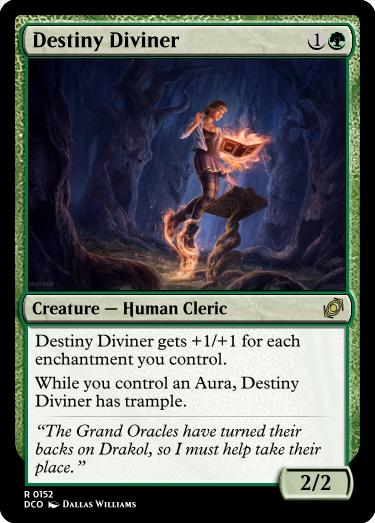 Destiny Diviner 1
Creature — Human Cleric
Destiny Diviner gets +1/+1 for each
enchantment you control.
While you control an Aura, Destiny
Diviner has trample.
“The Grand Oracles have turned their
backs on Drakol, so I must help take their
place.”
2/2
R 0152
DCO DALLAS WILLIAMS